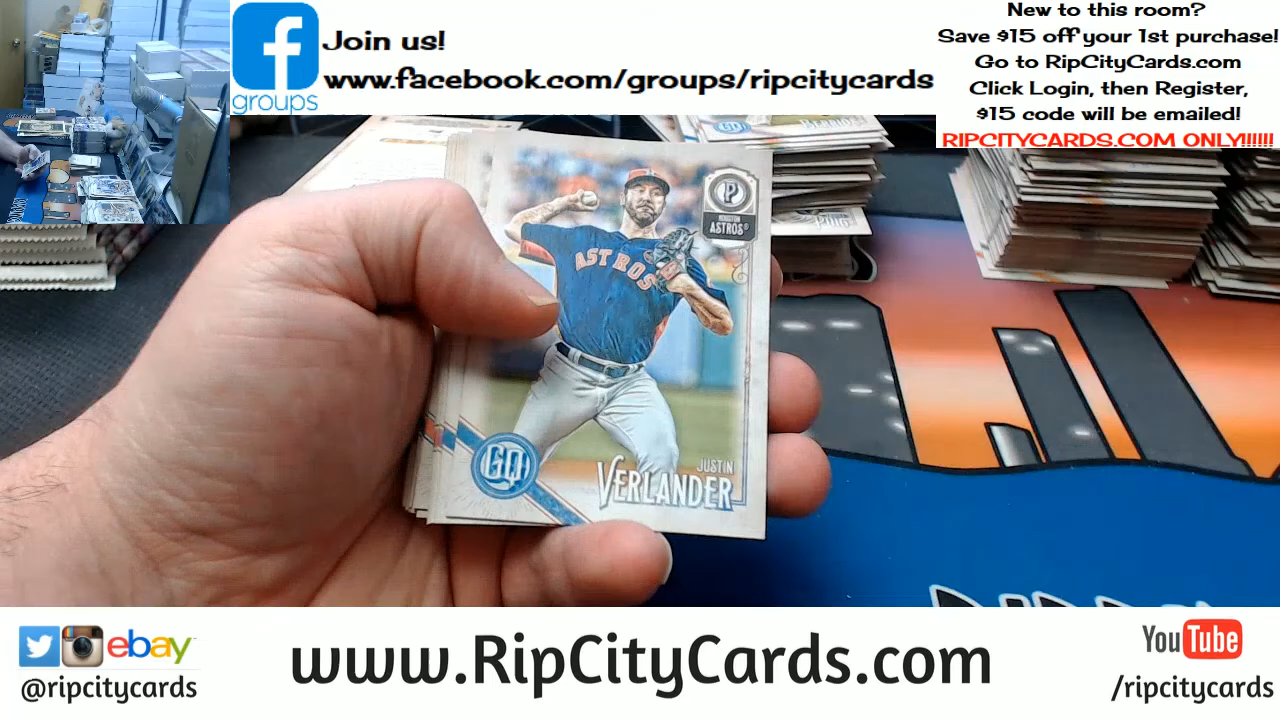 Join us!
www.facebook.com/groups/ripcitycards
f
groups
New to this room?
Save $15 off your 1st purchase!
Go to RipCityCards.com
Click Login, then Register,
$15 code will be emailed!
RIPCITYCARDS.COM ONLY!!!!!!
P
HOUSTON
ASTROS®
ASTROS
GQ
JUSTIN
VERLANDER
ebay
@ripcitycards
www.RipCityCards.com
YouTube
/ripcitycards